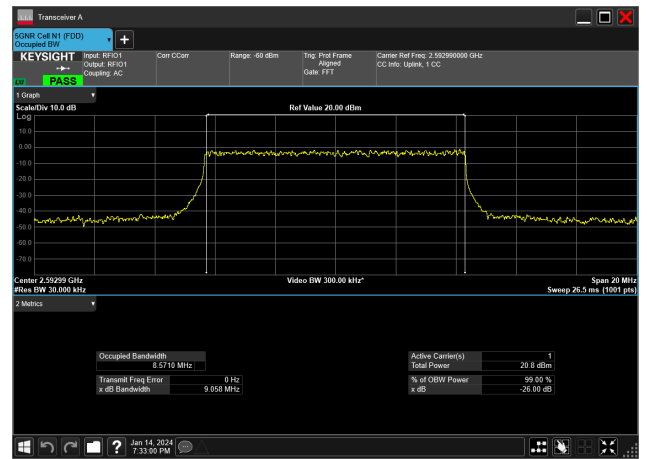 Transceiver A
5GNR Cell N1 (FDD)
Occupied BW
KEYSIGHT
LW PASS
Input: RFIO1
Output: RFIO1
Coupling: AC
Corr CCorr
Range: -60 dBm
Trig: Prot Frame
Aligned
Gate: FFT
Carrier Ref Freq: 2.592990000 GHz
CC Info: Uplink, 1 CC
1 Graph
Scale/Div 10.0 dB
Ref Value 20.00 dBm
Log
10.0
0.00
-10.0
-20.0
-30.0
-40.0
-50.0
-60.0
-70.0
Center 2.59299 GHz
Video BW 300.00 kHz*
Span 20 MHz
#Res BW 30.000 kHz
Sweep 26.5 ms (1001 pts)
2 Metrics
Occupied Bandwidth
8.5710 MHz
Transmit Freq Error 0 Hz
x dB Bandwidth 9.058 MHz
Active Carrier(s) 1
Total Power 20.8 dBm
% of OBW Power 99.00 %
x dB -26.00 dB
?
Jan 14, 2024
7:33:00 PM